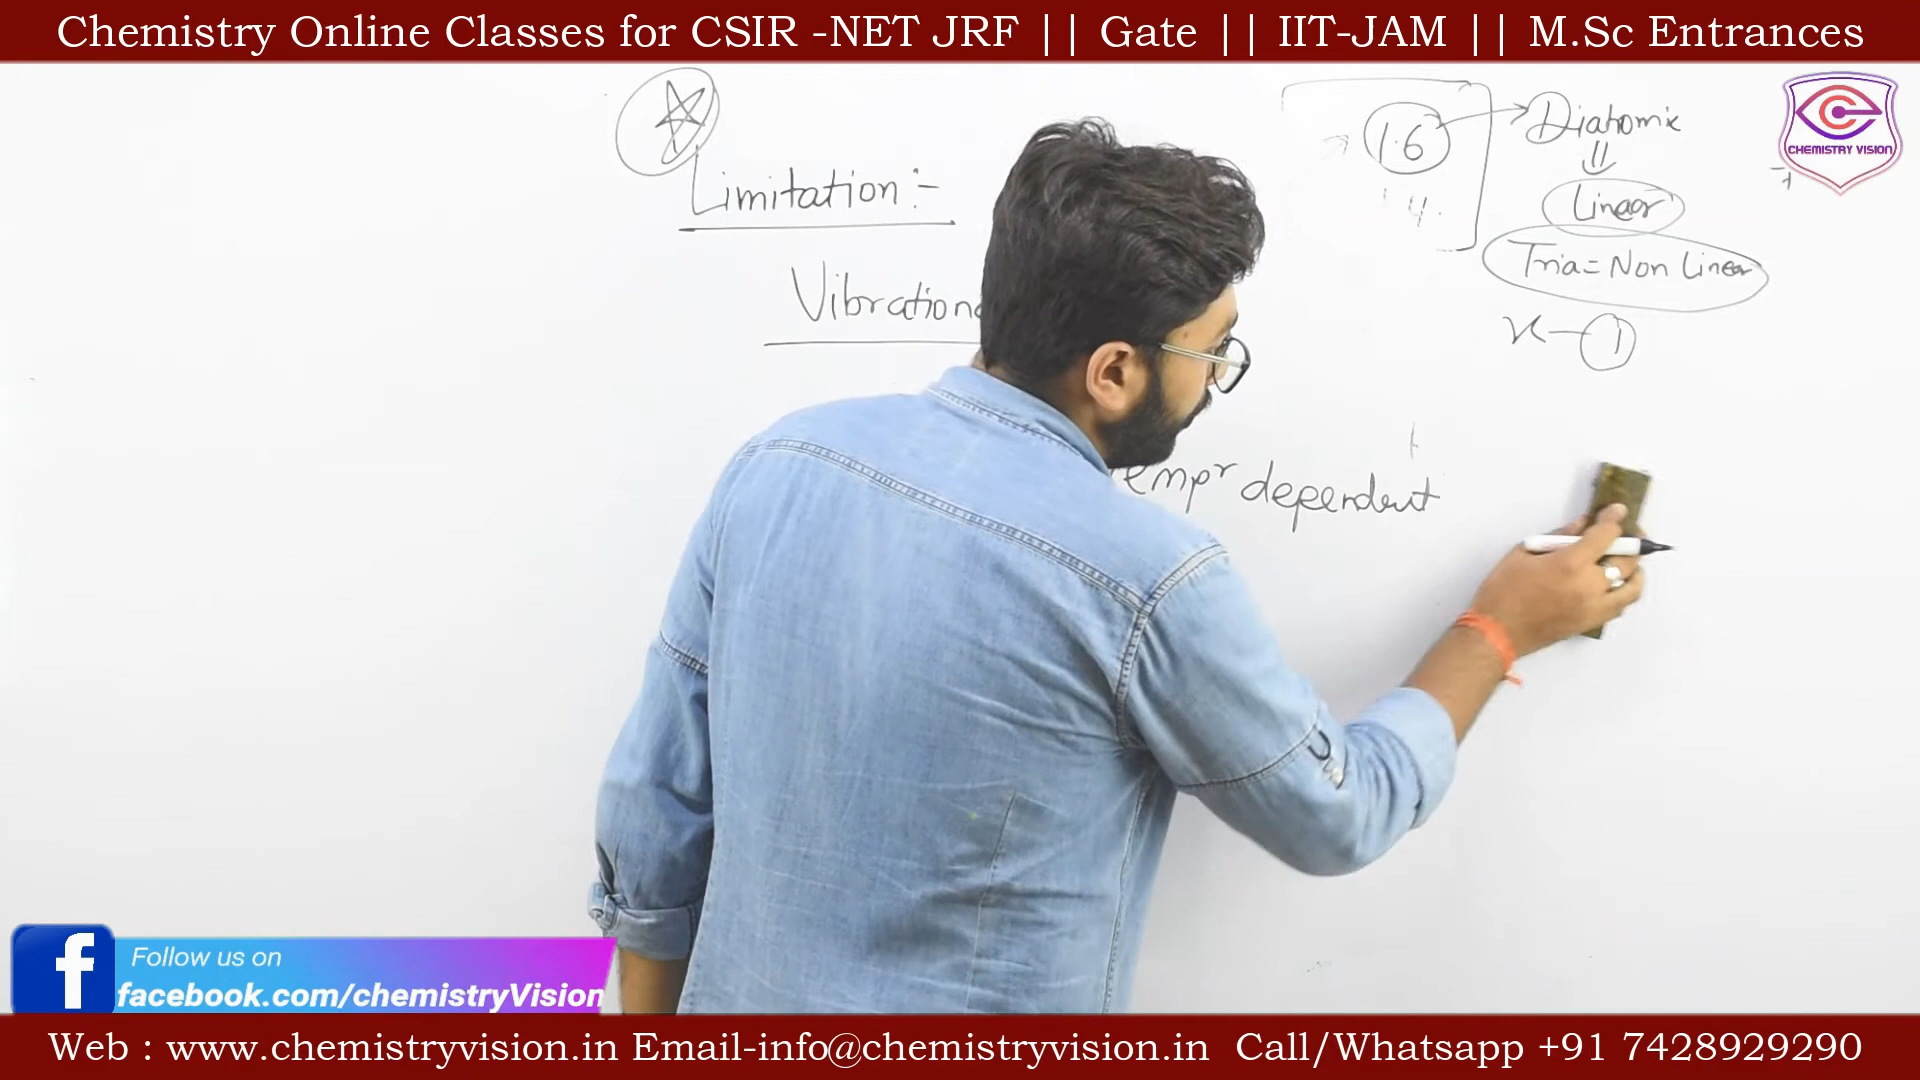 Chemistry Online Classes for CSIR -NET JRF || Gate || IIT-JAM || M.Sc Entrances
CHEMISTRY VISION
Limitation :-
Vibration
1.6
Diatomic
Linear
Tria = Non Linear
1
4
empr dependent
Follow us on
facebook.com/chemistryVision
Web : www.chemistryvision.in Email-info@chemistryvision.in Call/Whatsapp +91 7428929290